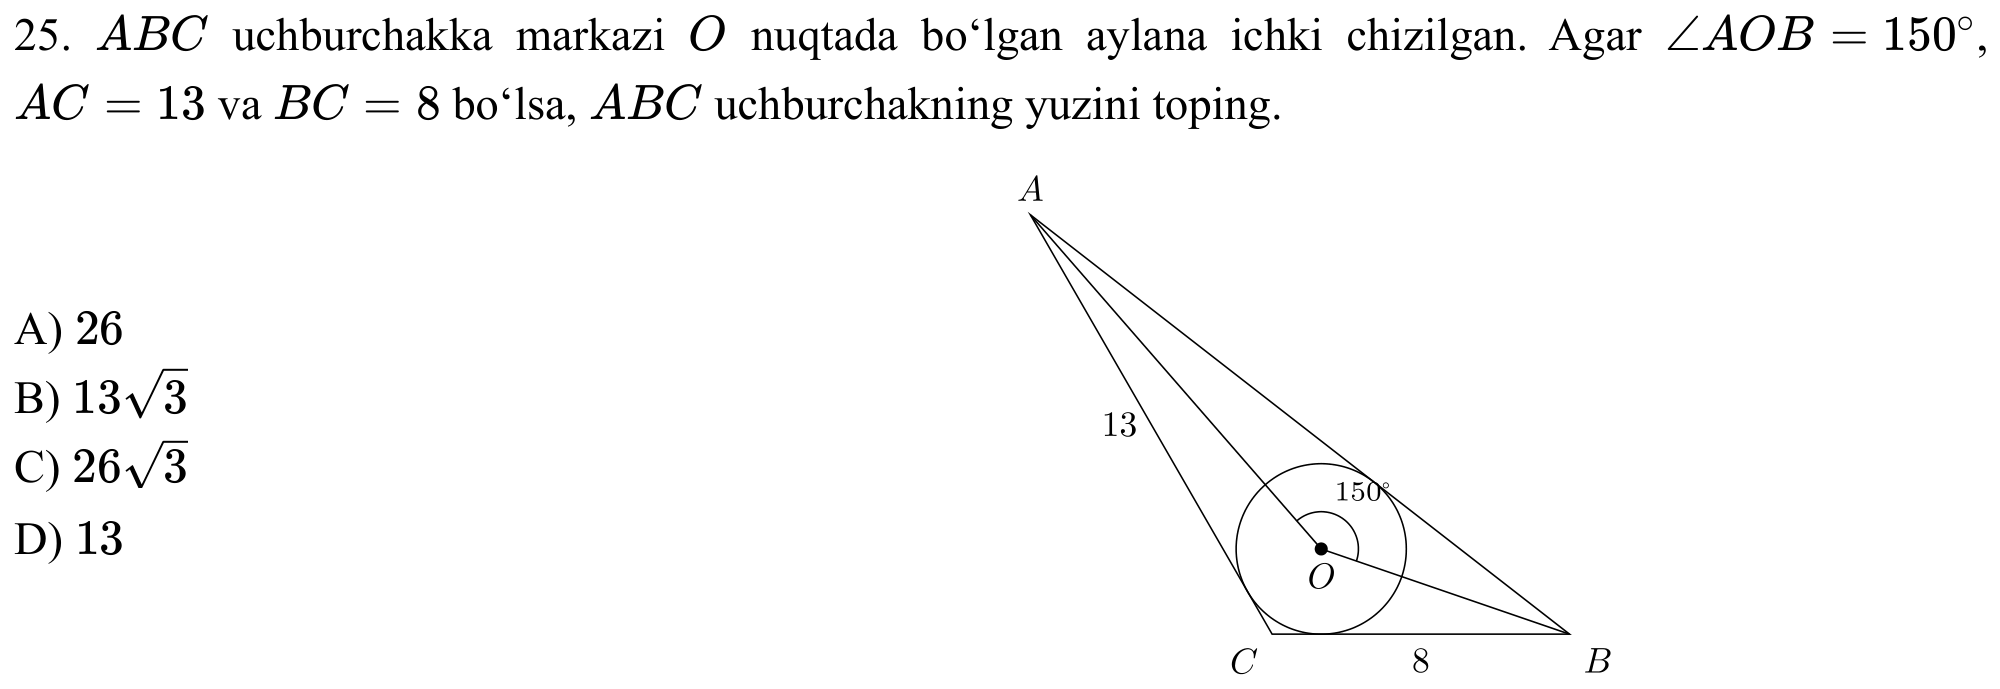 25. ABC uchburchakka markazi O nuqtada bo‘lgan aylana ichki chizilgan. Agar ∠AOB = 150°,
AC = 13 va BC = 8 bo‘lsa, ABC uchburchakning yuzini toping.
A
A) 26
B) 13√3
13
C) 26√3
150°
D) 13
O
C
8
B